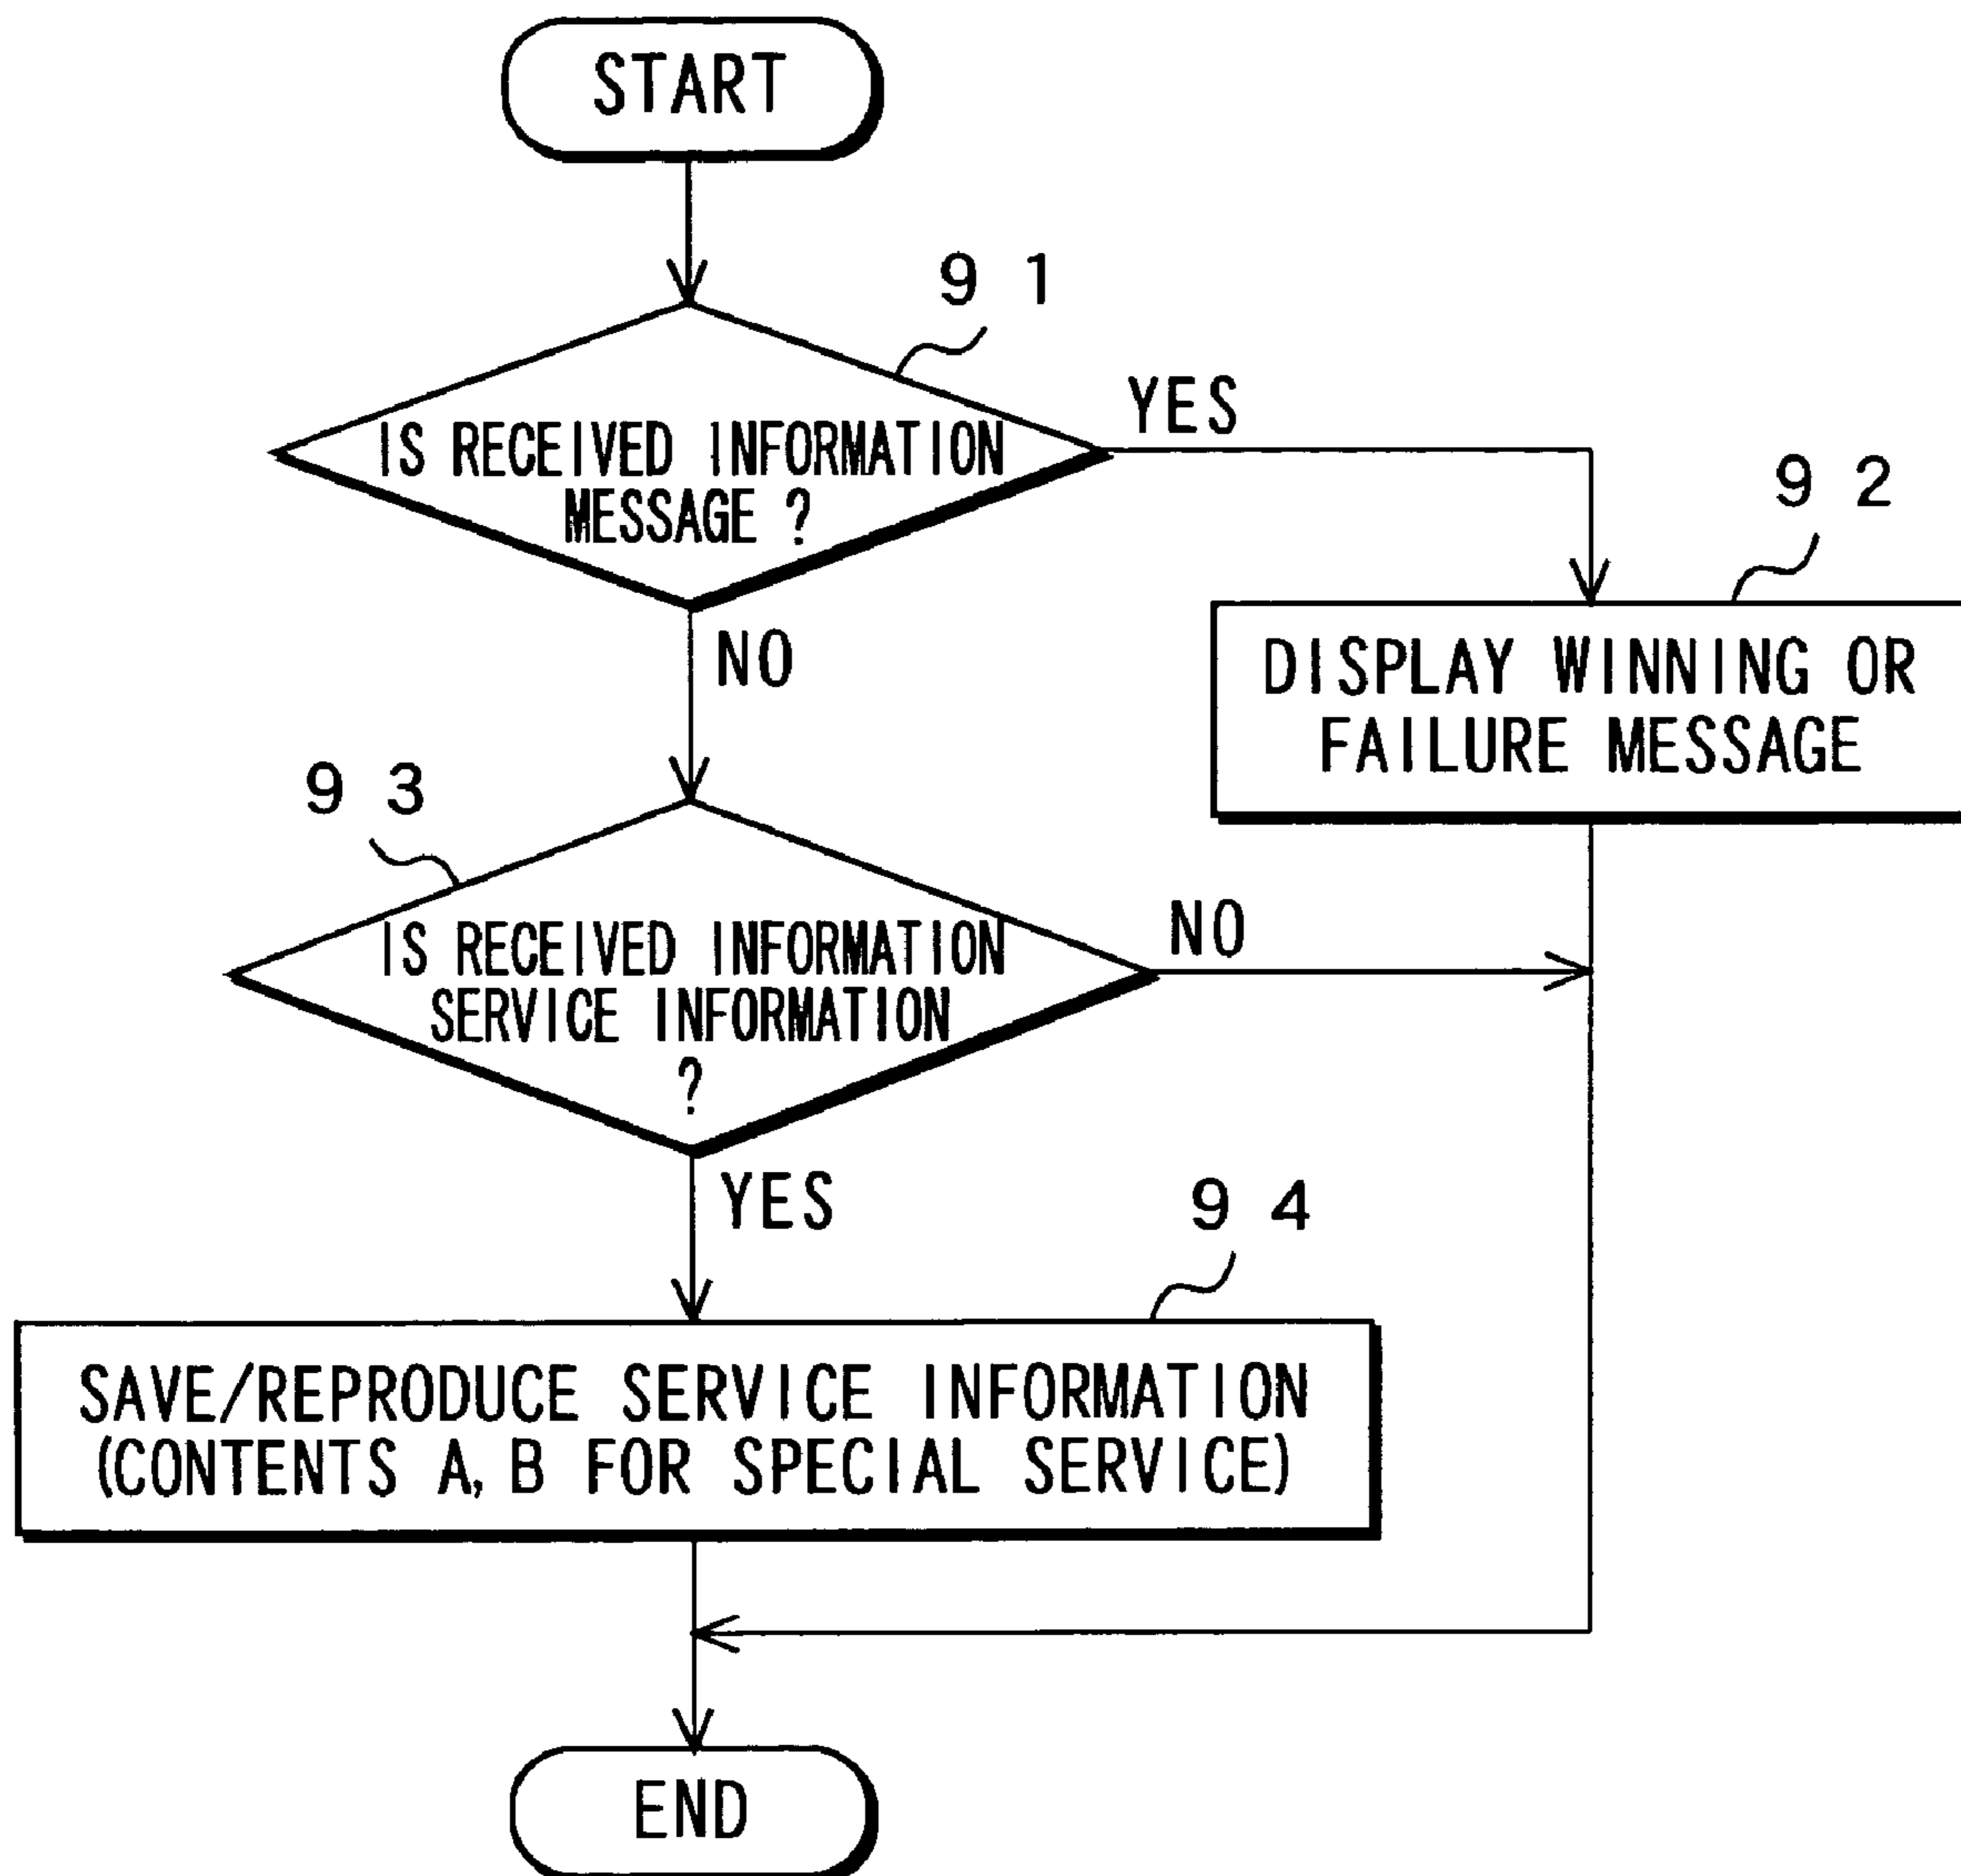 START
9 1
IS RECEIVED INFORMATION
MESSAGE ?
YES
9 2
NO
DISPLAY WINNING OR
FAILURE MESSAGE
9 3
IS RECEIVED INFORMATION
SERVICE INFORMATION
?
NO
YES
9 4
SAVE/REPRODUCE SERVICE INFORMATION
(CONTENTS A, B FOR SPECIAL SERVICE)
END